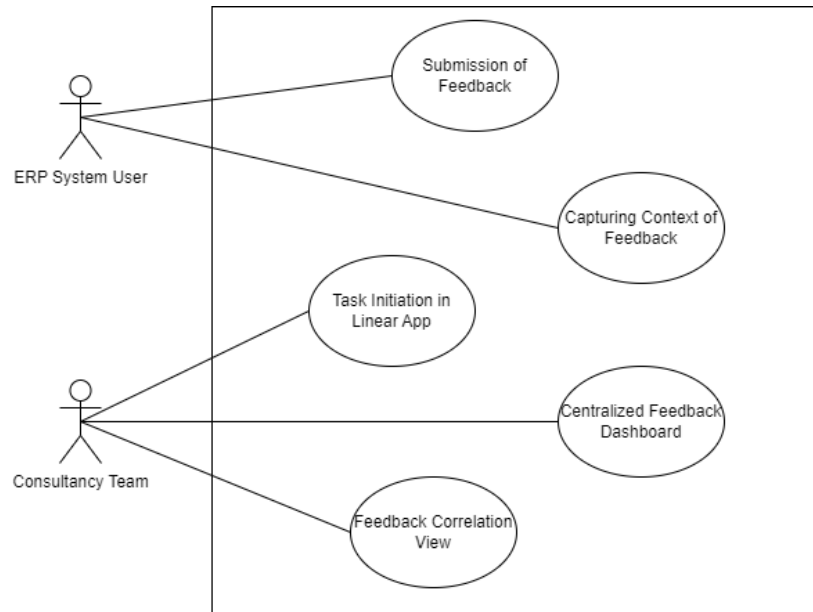 Submission of
Feedback
ERP System User
Capturing Context of
Feedback
Task Initiation in
Linear App
Centralized Feedback
Dashboard
Consultancy Team
Feedback Correlation
View